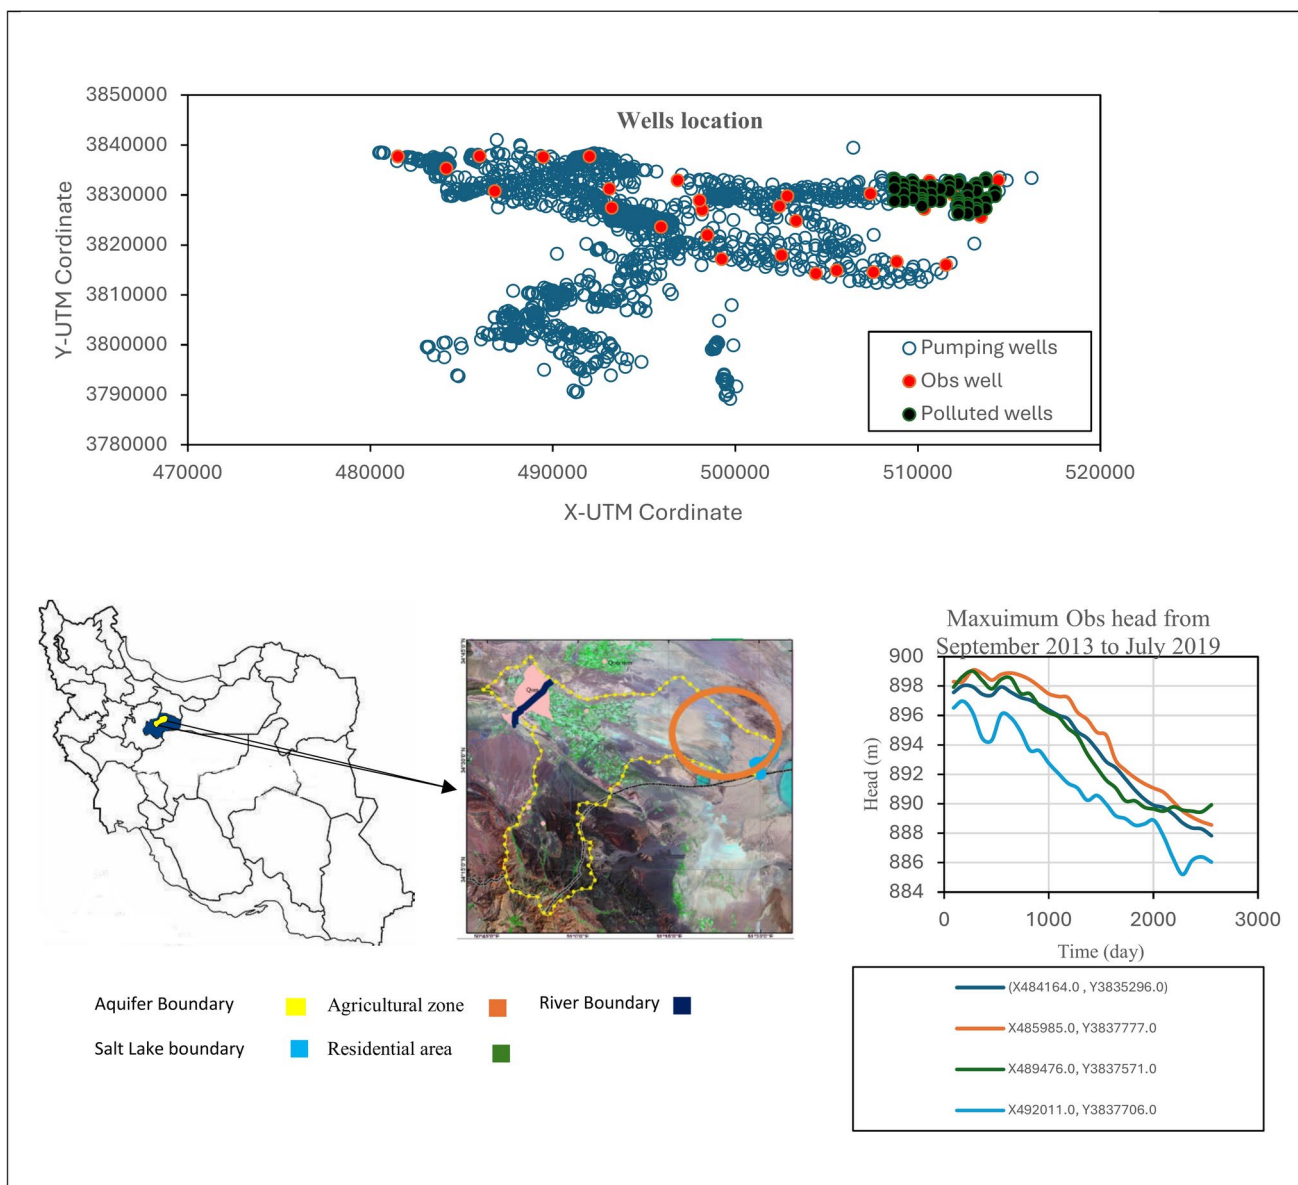 Wells location
3850000
3840000
3830000
3820000
3810000
3800000
3790000
3780000
Y-UTM Cordinate
470000 480000 490000 500000 510000 520000
X-UTM Cordinate
Pumping wells
Obs well
Polluted wells
Maxuimum Obs head from
September 2013 to July 2019
900
898
896
894
892
890
888
886
884
Head (m)
0 1000 2000 3000
Time (day)
(X484164.0 , Y3835296.0)
X485985.0, Y3837777.0
X489476.0, Y3837571.0
X492011.0, Y3837706.0
Aquifer Boundary Agricultural zone River Boundary
Salt Lake boundary Residential area